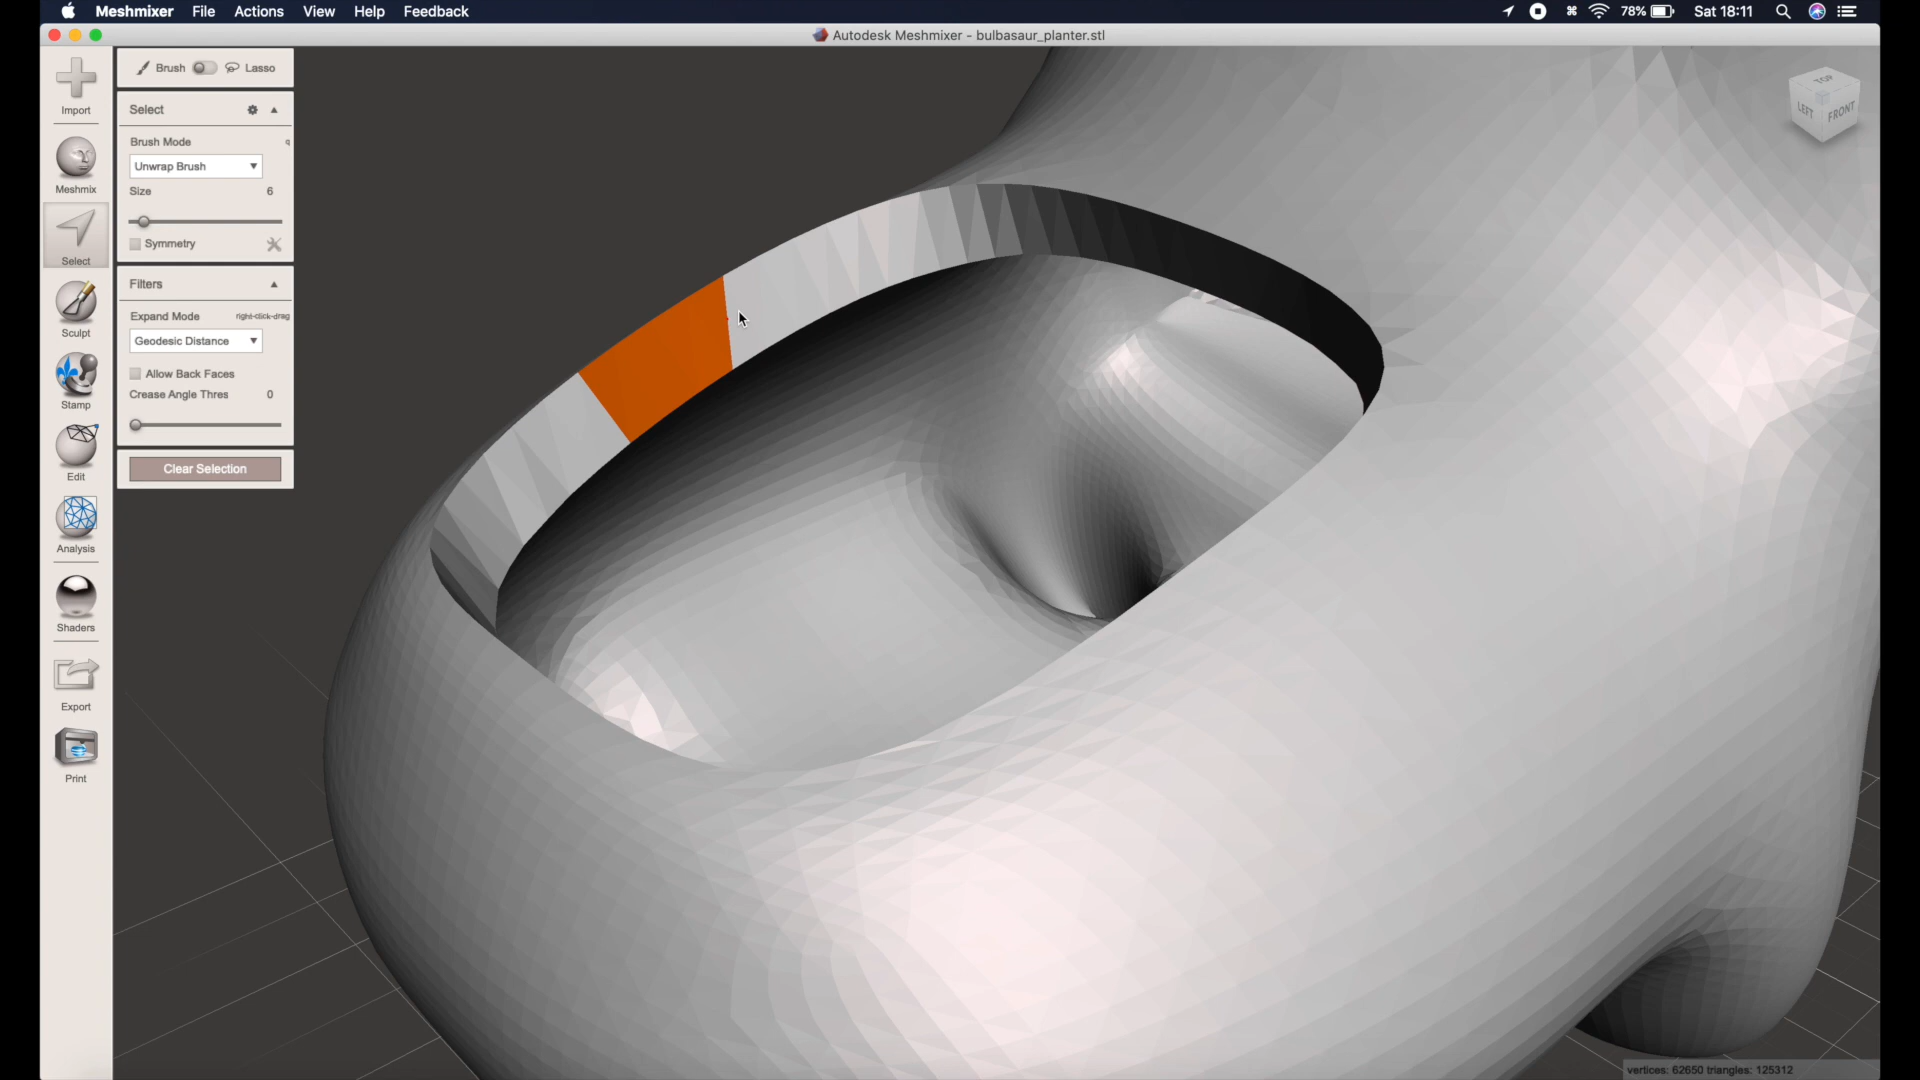 Meshmixer File Actions View Help Feedback 78% Sat 18:11
Autodesk Meshmixer - bulbasaur_planter.stl
Import
Meshmix
Select
Sculpt
Stamp
Edit
Analysis
Shaders
Export
Print
Brush Lasso
Select
Brush Mode q
Unwrap Brush
Size 6
Symmetry
Filters
Expand Mode right-click-drag
Geodesic Distance
Allow Back Faces
Crease Angle Thres 0
Clear Selection
TOP
LEFT FRONT
vertices: 62650 triangles: 125312